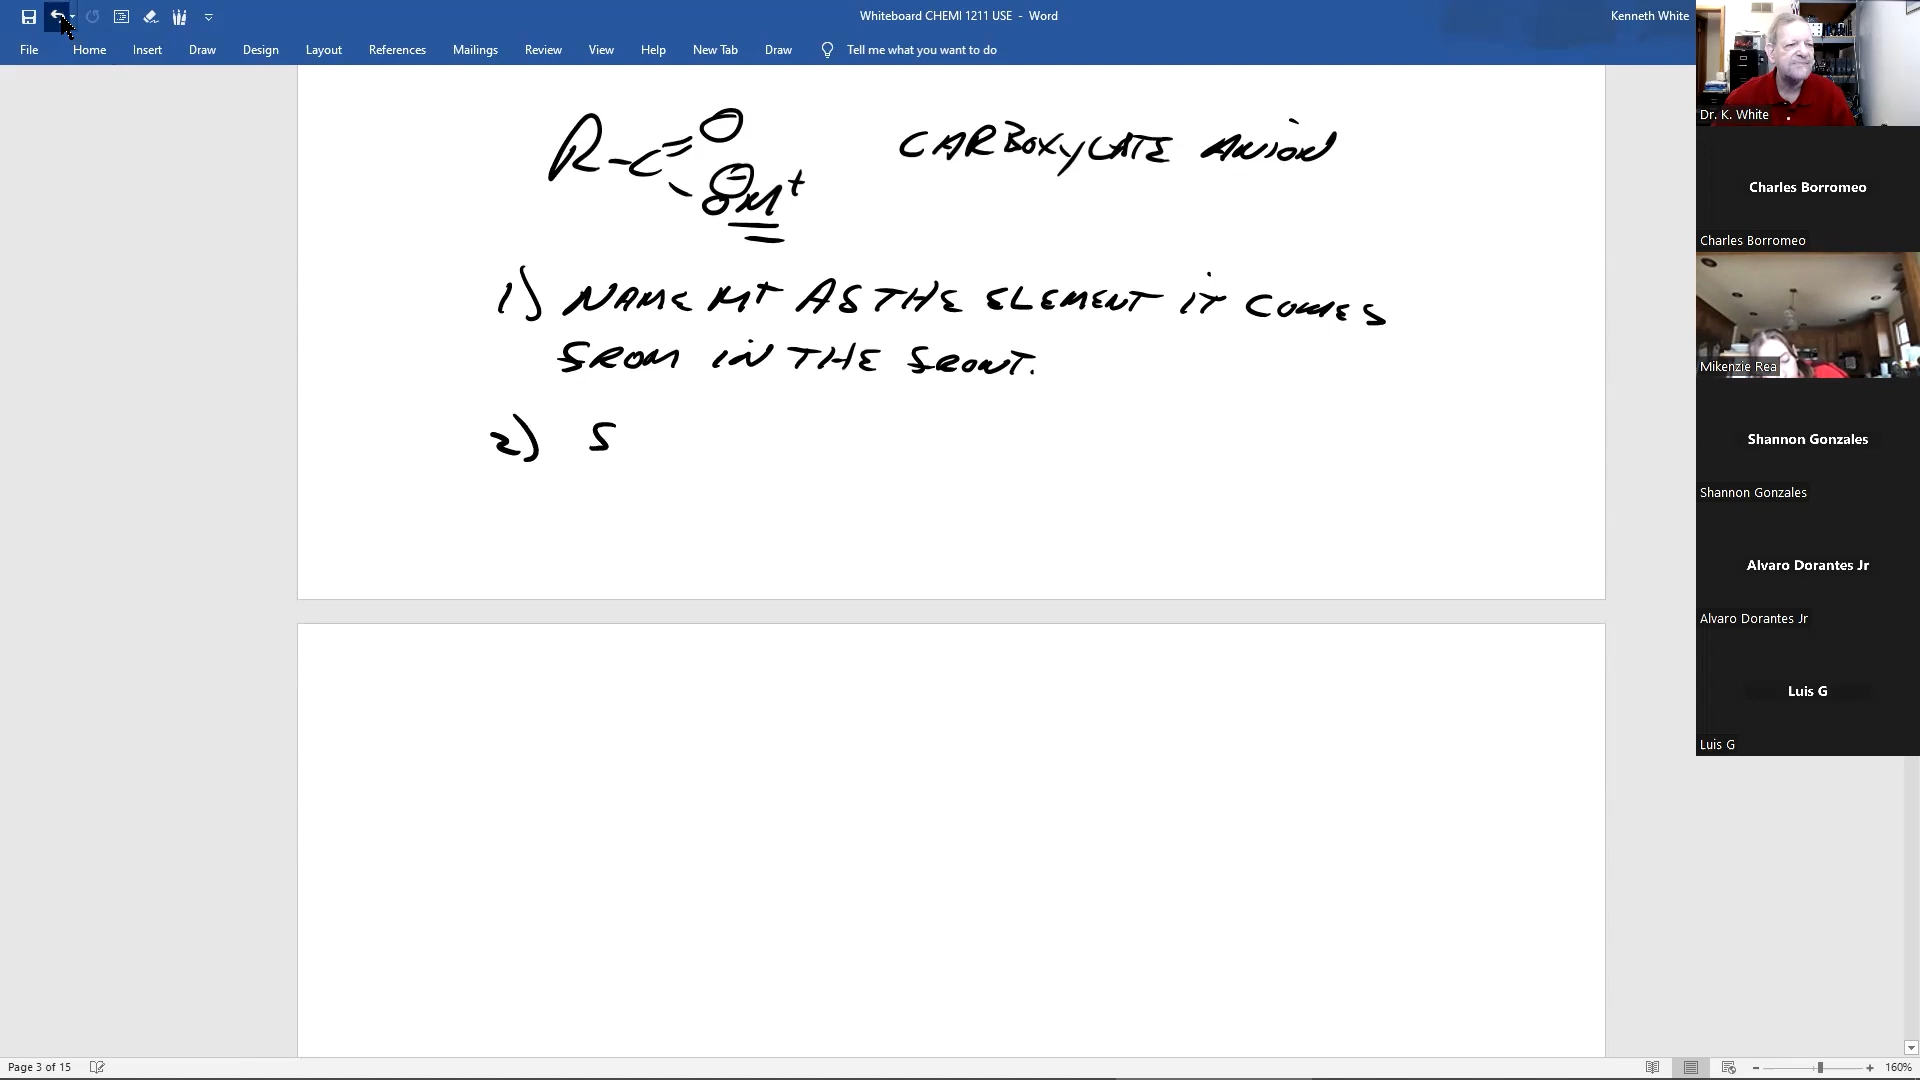 Whiteboard CHEMI 1211 USE - Word
Kenneth White
File Home Insert Draw Design Layout References Mailings Review View Help New Tab Draw Tell me what you want to do
R-C=O
O⊖M+
CARBOXYLATE ANION
1) NAME M+ AS THE ELEMENT IT COMES
FROM IN THE FRONT.
2) S
Dr. K. White
Charles Borromeo
Charles Borromeo
Mikenzie Rea
Shannon Gonzales
Shannon Gonzales
Alvaro Dorantes Jr
Alvaro Dorantes Jr
Luis G
Luis G
Page 3 of 15
160%